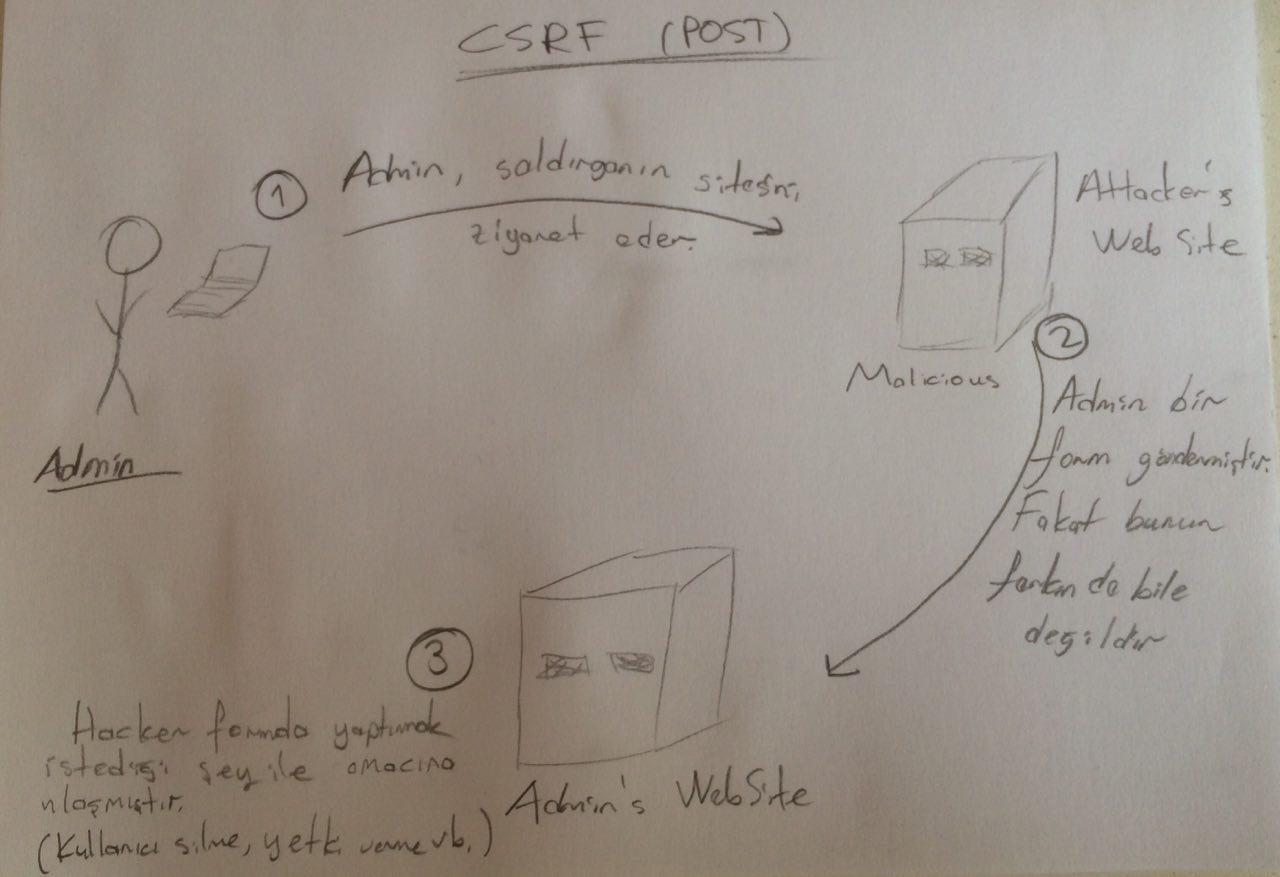 CSRF (POST)
1
Admin, saldırganın sitesini
ziyaret eder.
Attacker's
Web Site
Malicious
Admin
2
Admin bir
form göndermiştir.
Fakat bunun
farkında bile
değildir
3
Hacker formda yaptırmak
istediği şey ile amacına
ulaşmıştır.
(Kullanıcı silme, yetki verme vb.)
Admin's WebSite